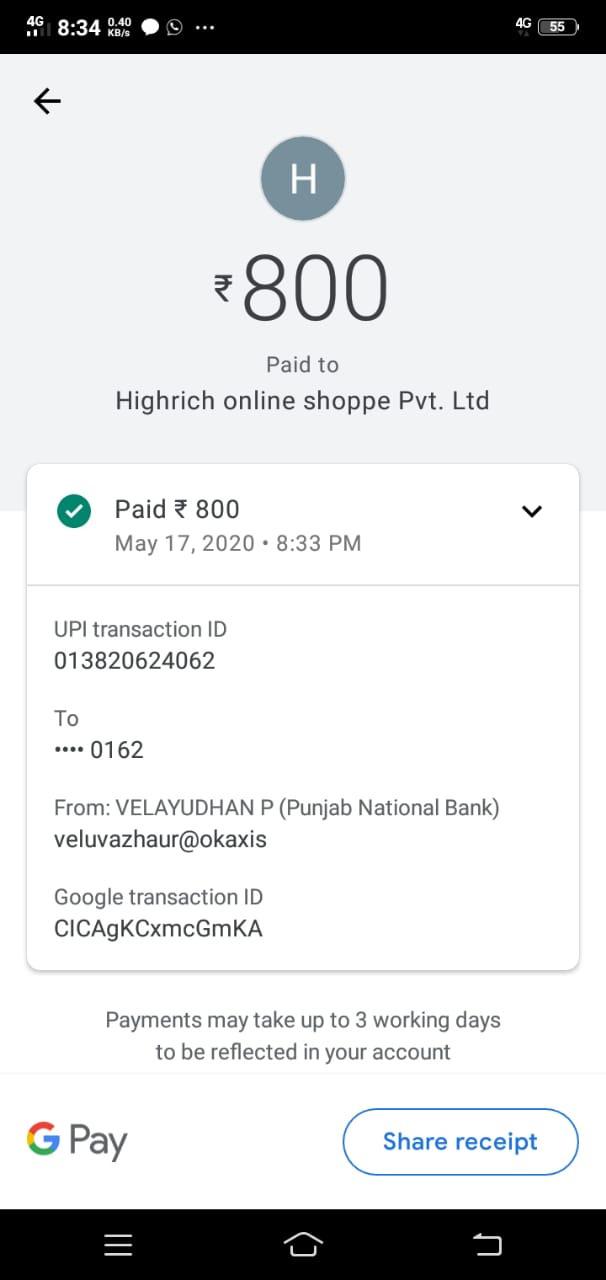 4G 8:34 0.40 KB/s 4G 55
H
₹800
Paid to
Highrich online shoppe Pvt. Ltd
Paid ₹ 800
May 17, 2020 • 8:33 PM
UPI transaction ID
013820624062
To
•••• 0162
From: VELAYUDHAN P (Punjab National Bank)
veluvazhaur@okaxis
Google transaction ID
CICAgKCxmcGmKA
Payments may take up to 3 working days
to be reflected in your account
G Pay
Share receipt